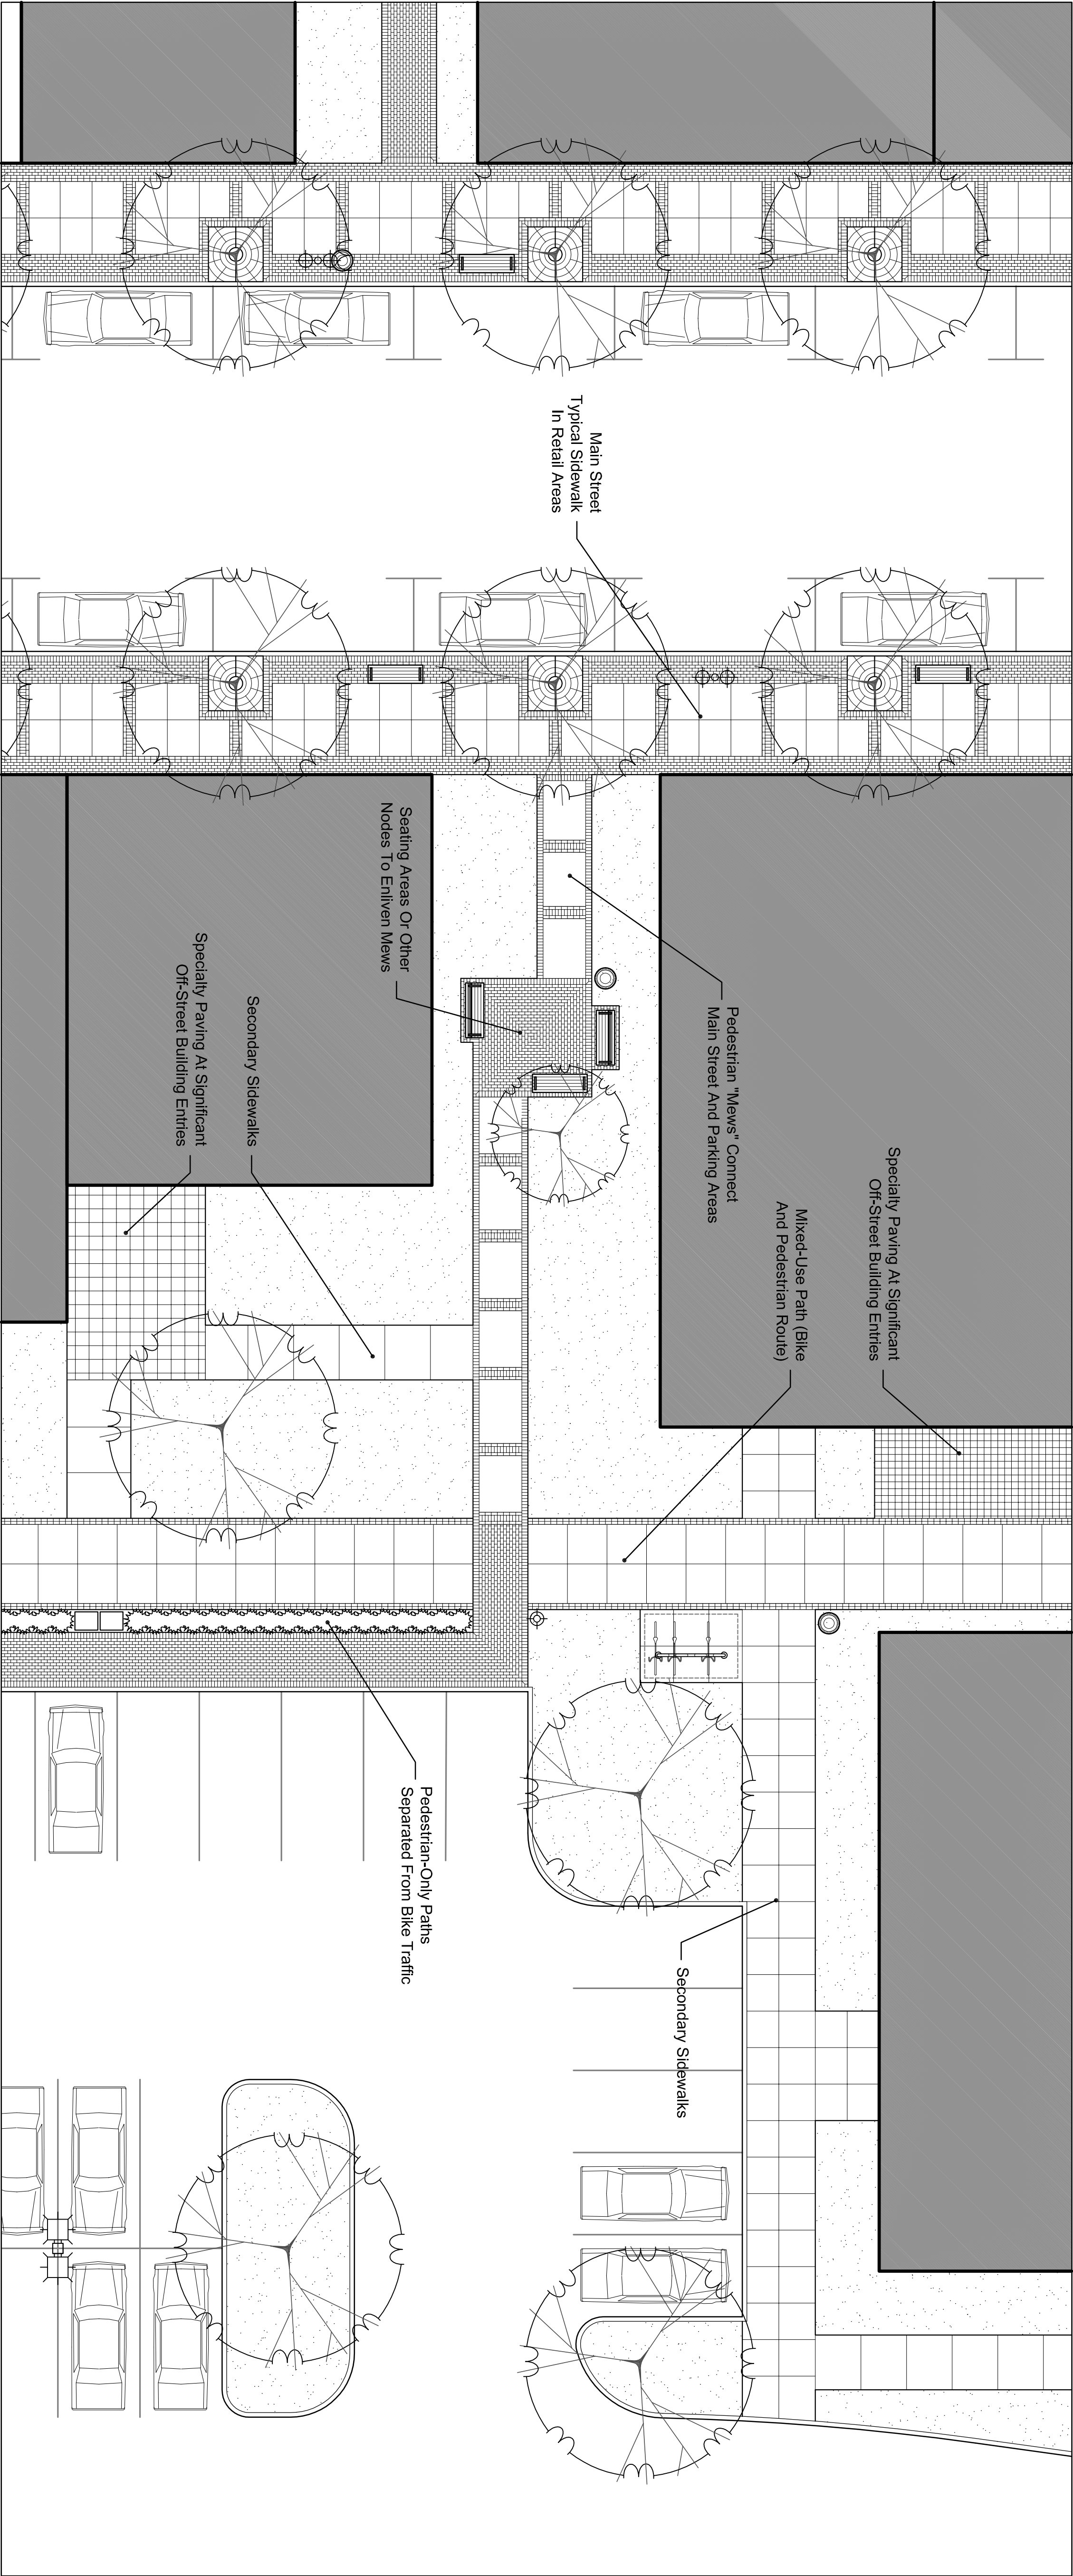 Main Street
Typical Sidewalk
In Retail Areas
Seating Areas Or Other
Nodes To Enliven Mews
Specialty Paving At Significant
Off-Street Building Entries
Secondary Sidewalks
Pedestrian "Mews" Connect
Main Street And Parking Areas
Specialty Paving At Significant
Off-Street Building Entries
Mixed-Use Path (Bike
And Pedestrian Route)
Pedestrian-Only Paths
Separated From Bike Traffic
Secondary Sidewalks